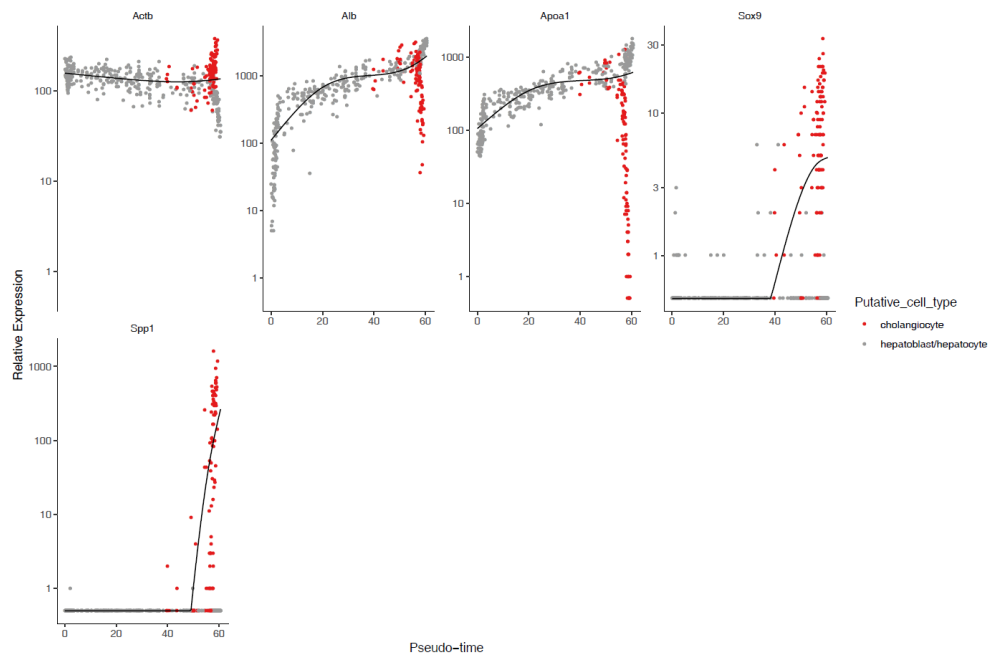 Actb
Alb
Apoa1
Sox9
100
10
1
1000
100
10
1
1000
100
10
1
30
10
3
1
0 20 40 60
0 20 40 60
0 20 40 60
Spp1
1000
100
10
1
0 20 40 60
Relative Expression
Pseudo-time
Putative_cell_type
cholangiocyte
hepatoblast/hepatocyte